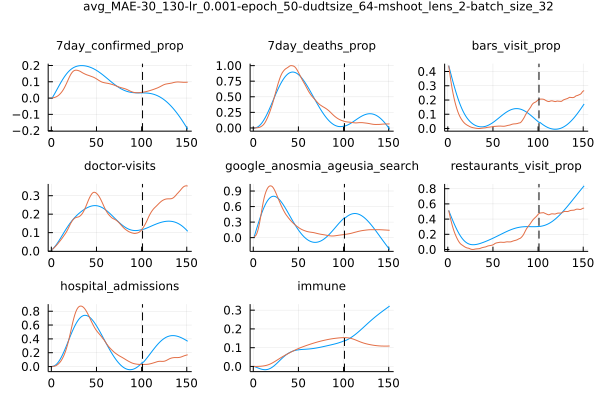 avg_MAE-30_130-lr_0.001-epoch_50-dudtsize_64-mshoot_lens_2-batch_size_32
7day_confirmed_prop 7day_deaths_prop bars_visit_prop
0.2 0.1 0.0 −0.1 −0.2 0 50 100 150
1.00 0.75 0.50 0.25 0.00 0 50 100 150
0.4 0.3 0.2 0.1 0.0 0 50 100 150
doctor-visits google_anosmia_ageusia_search restaurants_visit_prop
0.3 0.2 0.1 0.0 0 50 100 150
0.9 0.6 0.3 0.0 0 50 100 150
0.8 0.6 0.4 0.2 0.0 0 50 100 150
hospital_admissions immune
0.8 0.6 0.4 0.2 0.0 0 50 100 150
0.3 0.2 0.1 0.0 0 50 100 150